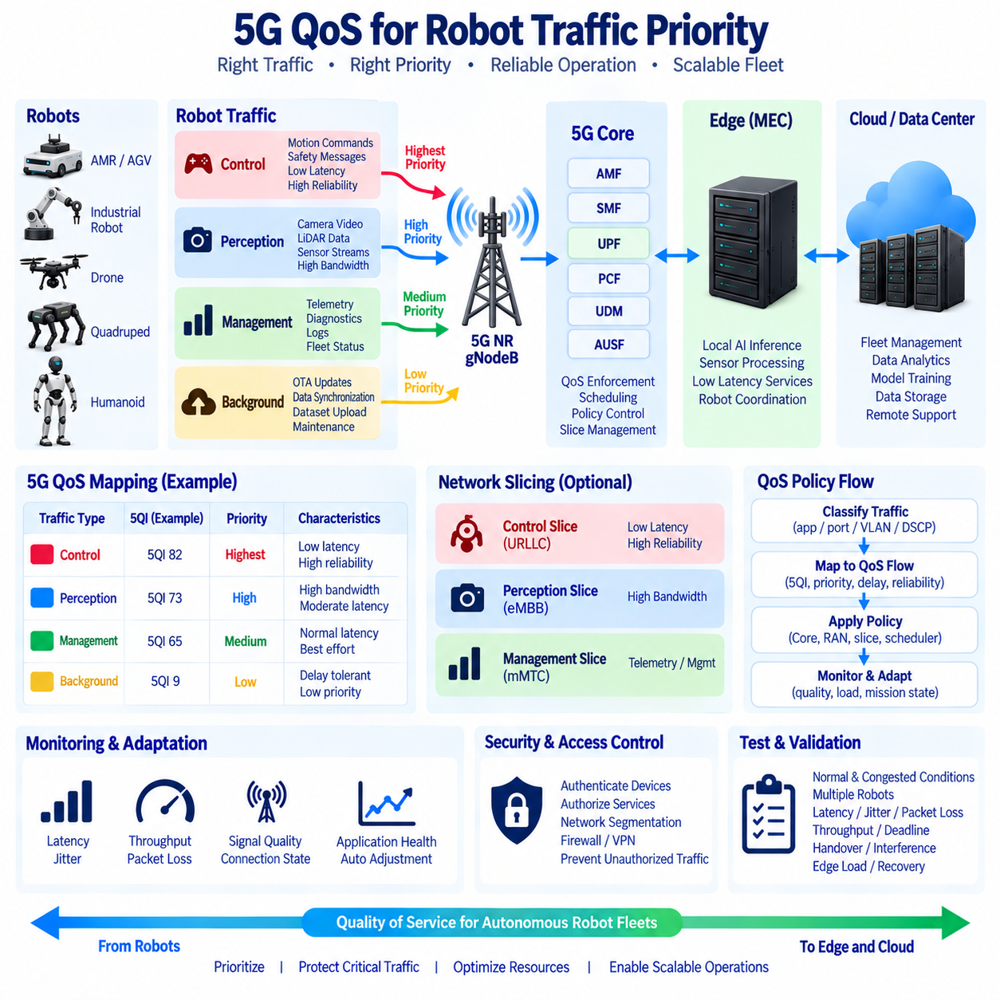 5G QoS for Robot Traffic Priority
Right Traffic • Right Priority • Reliable Operation • Scalable Fleet
Robots
AMR / AGV
Industrial
Robot
Drone
Quadruped
Humanoid
Robot Traffic
Control
Motion Commands
Safety Messages
Low Latency
High Reliability
Perception
Camera Video
LiDAR Data
Sensor Streams
High Bandwidth
Management
Telemetry
Diagnostics
Logs
Fleet Status
Background
OTA Updates
Data Synchronization
Dataset Upload
Maintenance
Highest
Priority
High
Priority
Medium
Priority
Low
Priority
5G NR
gNodeB
5G Core
AMF
SMF
UPF
PCF
UDM
AUSF
QoS Enforcement
Scheduling
Policy Control
Slice Management
Edge (MEC)
Local AI Inference
Sensor Processing
Low Latency Services
Robot Coordination
Cloud / Data Center
Fleet Management
Data Analytics
Model Training
Data Storage
Remote Support
5G QoS Mapping (Example)
Traffic Type 5QI (Example) Priority Characteristics
Control 5QI 82 Highest Low latency
High reliability
Perception 5QI 73 High High bandwidth
Moderate latency
Management 5QI 65 Medium Normal latency
Best effort
Background 5QI 9 Low Delay tolerant
Low priority
Network Slicing (Optional)
Control Slice
(URLLC)
Low Latency
High Reliability
Perception Slice
(eMBB)
High Bandwidth
Management Slice
(mMTC)
Telemetry / Mgmt
QoS Policy Flow
Classify Traffic
(app / port / VLAN / DSCP)
Map to QoS Flow
(5QI, priority, delay, reliability)
Apply Policy
(Core, RAN, slice, scheduler)
Monitor & Adapt
(quality, load, mission state)
Monitoring & Adaptation
Latency
Jitter
Throughput
Packet Loss
Signal Quality
Connection State
Application Health
Auto Adjustment
Security & Access Control
Authenticate Devices
Authorize Services
Network Segmentation
Firewall / VPN
Prevent Unauthorized Traffic
Test & Validation
Normal & Congested Conditions
Multiple Robots
Latency / Jitter / Packet Loss
Throughput / Deadline
Handover / Interference
Edge Load / Recovery
Quality of Service for Autonomous Robot Fleets
From Robots
To Edge and Cloud
Prioritize | Protect Critical Traffic | Optimize Resources | Enable Scalable Operations